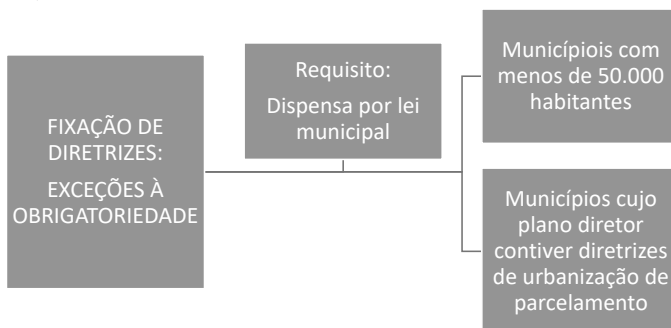 FIXAÇÃO DE
DIRETRIZES:
EXCEÇÕES À
OBRIGATORIEDADE
Requisito:
Dispensa por lei
municipal
Municípiois com
menos de 50.000
habitantes
Municípios cujo
plano diretor
contiver diretrizes
de urbanização de
parcelamento